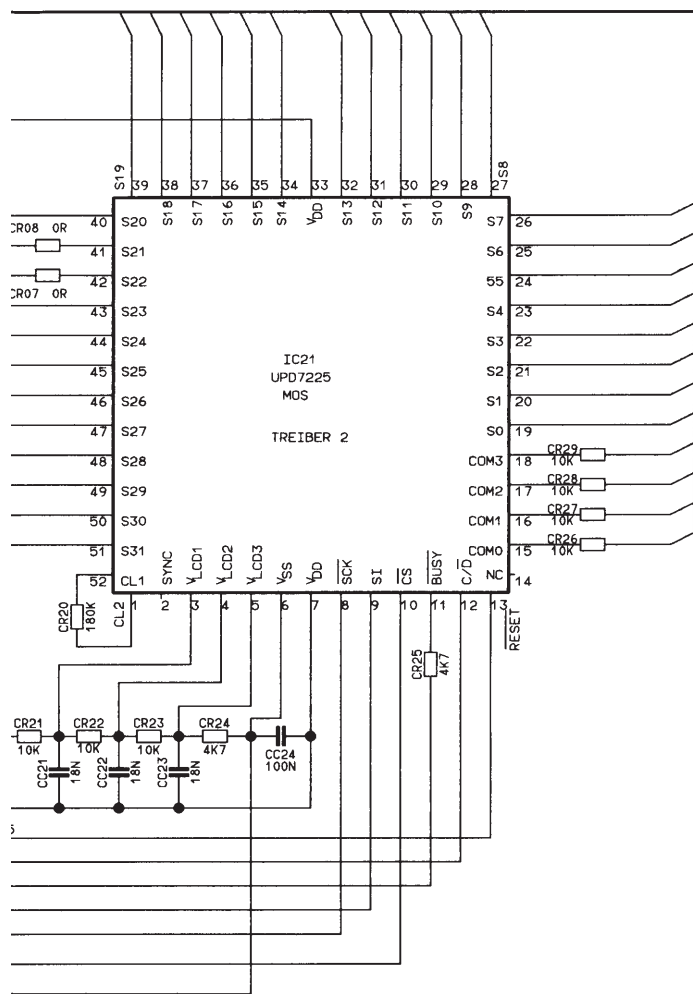 S19 39 38 37 36 35 34 33 32 31 30 29 28 27 S8
S18 S17 S16 S15 S14 VDD S13 S12 S11 S10 S9
40 S20 S7 26
CR08 0R
41 S21 S6 25
42 S22 55 24
CR07 0R
43 S23 S4 23
44 S24 S3 22
45 S25 S2 21
46 S26 S1 20
47 S27 S0 19
IC21
UPD7225
MOS
TREIBER 2
48 S28 COM3 18 CR29 10K
49 S29 COM2 17 CR28 10K
50 S30 COM1 16 CR27 10K
51 S31 COM0 15 CR26 10K
52 CL1 SYNC VLCD1 VLCD2 VLCD3 VSS VDD SCK SI CS BUSY C/D NC 14
CL2 1 2 3 4 5 6 7 8 9 10 11 12 13 RESET
CR20 180K
CR25 4K7
CR21 CR22 CR23 CR24
10K 10K 10K 4K7 CC24
100N
CC21 18N CC22 18N CC23 18N